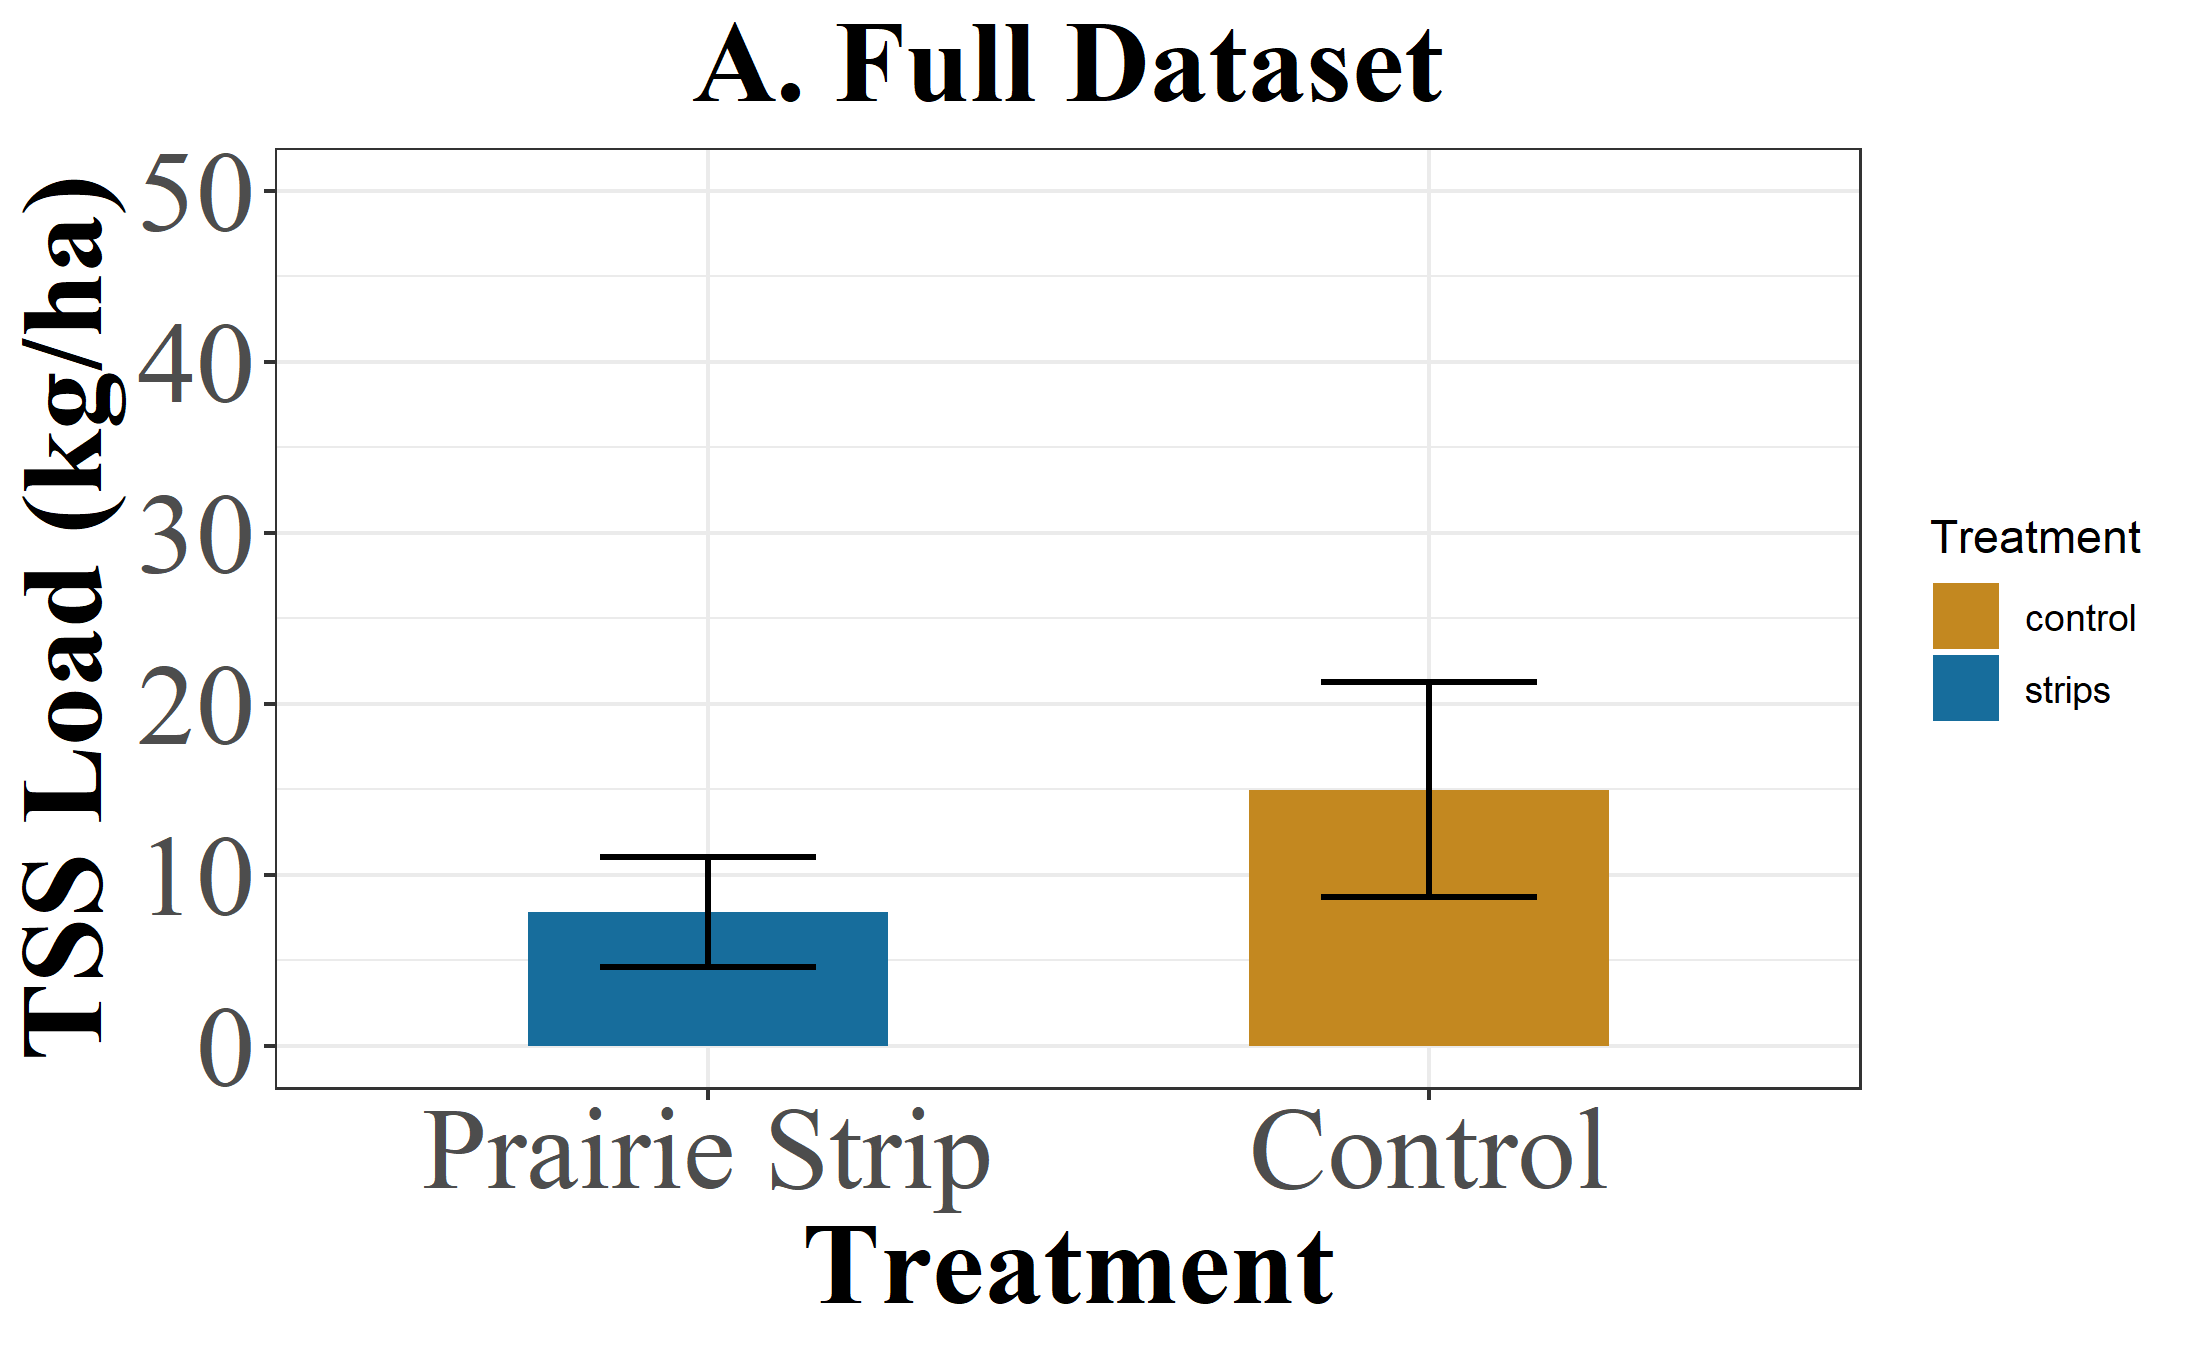 A. Full Dataset
TSS Load (kg/ha)
50
40
30
20
10
0
Prairie Strip
Control
Treatment
Treatment
control
strips